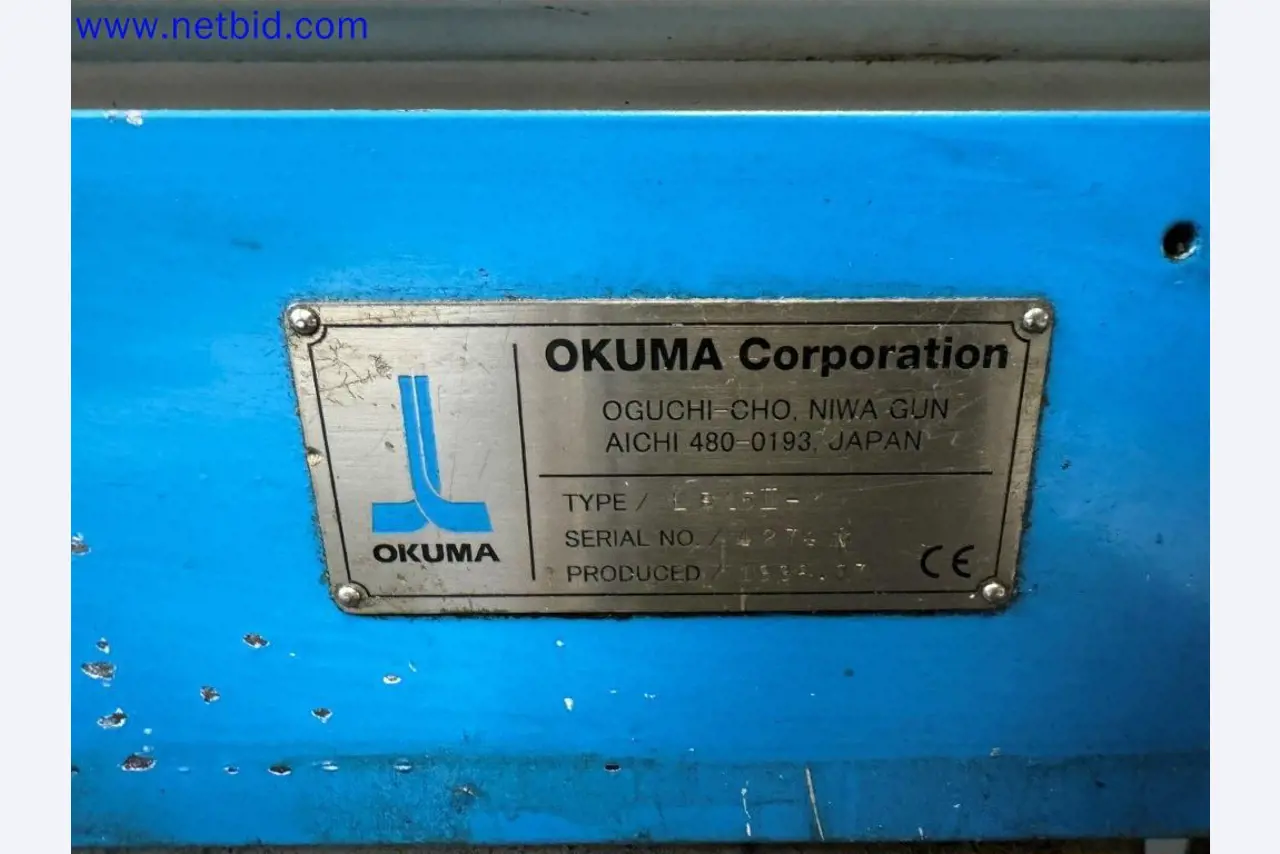 www.netbid.com
OKUMA Corporation
OGUCHI-CHO, NIWA GUN
AICHI 480-0193, JAPAN
TYPE /
SERIAL NO. /
PRODUCED /
CE
OKUMA